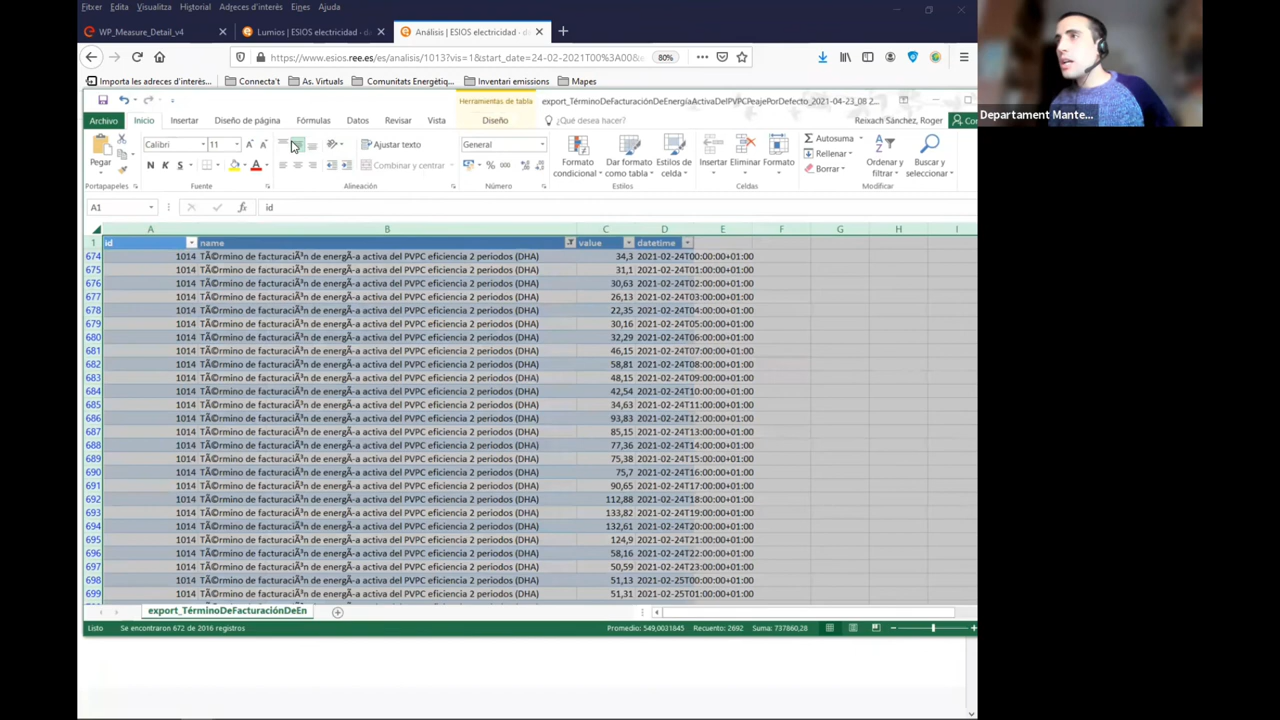 Fitxer Edita Visualitza Historial Adreces d'interès Eines Ajuda
WP_Measure_Detail_v4 Lumios | ESIOS electricidad · d Análisis | ESIOS electricidad · d
https://www.esios.ree.es/es/analisis/1013?vis=1&start_date=24-02-2021T00%3A00&e 80%
Importa les adreces d'interès... Connecta't As. Virtuals Comunitats Energétiq... Inventari emissions Mapes
Herramientas de tabla export_TérminoDeFacturaciónDeEnergíaActivaDelPVPCPeajePorDefecto_2021-04-23_08 2...
Archivo Inicio Insertar Diseño de página Fórmulas Datos Revisar Vista Diseño ¿Qué desea hacer? Reixach Sánchez, Roger Con
Departament Mante...
Pegar Calibri 11 Ajustar texto General Formato condicional Dar formato como tabla Estilos de celda Insertar Eliminar Formato Autosuma Ordenar y filtrar Buscar y seleccionar
N K S Combinar y centrar % 000 Rellenar
Borrar
Portapapeles Fuente Alineación Número Estilos Celdas Modificar
A1 fx id
A B C D E F G H I
1 id name value datetime
674 1014 TÃ©rmino de facturaciÃ³n de energÃ­a activa del PVPC eficiencia 2 periodos (DHA) 34,3 2021-02-24T00:00:00+01:00
675 1014 TÃ©rmino de facturaciÃ³n de energÃ­a activa del PVPC eficiencia 2 periodos (DHA) 31,1 2021-02-24T01:00:00+01:00
676 1014 TÃ©rmino de facturaciÃ³n de energÃ­a activa del PVPC eficiencia 2 periodos (DHA) 30,63 2021-02-24T02:00:00+01:00
677 1014 TÃ©rmino de facturaciÃ³n de energÃ­a activa del PVPC eficiencia 2 periodos (DHA) 26,13 2021-02-24T03:00:00+01:00
678 1014 TÃ©rmino de facturaciÃ³n de energÃ­a activa del PVPC eficiencia 2 periodos (DHA) 22,35 2021-02-24T04:00:00+01:00
679 1014 TÃ©rmino de facturaciÃ³n de energÃ­a activa del PVPC eficiencia 2 periodos (DHA) 30,16 2021-02-24T05:00:00+01:00
680 1014 TÃ©rmino de facturaciÃ³n de energÃ­a activa del PVPC eficiencia 2 periodos (DHA) 32,29 2021-02-24T06:00:00+01:00
681 1014 TÃ©rmino de facturaciÃ³n de energÃ­a activa del PVPC eficiencia 2 periodos (DHA) 46,15 2021-02-24T07:00:00+01:00
682 1014 TÃ©rmino de facturaciÃ³n de energÃ­a activa del PVPC eficiencia 2 periodos (DHA) 58,81 2021-02-24T08:00:00+01:00
683 1014 TÃ©rmino de facturaciÃ³n de energÃ­a activa del PVPC eficiencia 2 periodos (DHA) 48,15 2021-02-24T09:00:00+01:00
684 1014 TÃ©rmino de facturaciÃ³n de energÃ­a activa del PVPC eficiencia 2 periodos (DHA) 42,54 2021-02-24T10:00:00+01:00
685 1014 TÃ©rmino de facturaciÃ³n de energÃ­a activa del PVPC eficiencia 2 periodos (DHA) 34,63 2021-02-24T11:00:00+01:00
686 1014 TÃ©rmino de facturaciÃ³n de energÃ­a activa del PVPC eficiencia 2 periodos (DHA) 93,83 2021-02-24T12:00:00+01:00
687 1014 TÃ©rmino de facturaciÃ³n de energÃ­a activa del PVPC eficiencia 2 periodos (DHA) 85,15 2021-02-24T13:00:00+01:00
688 1014 TÃ©rmino de facturaciÃ³n de energÃ­a activa del PVPC eficiencia 2 periodos (DHA) 77,36 2021-02-24T14:00:00+01:00
689 1014 TÃ©rmino de facturaciÃ³n de energÃ­a activa del PVPC eficiencia 2 periodos (DHA) 75,38 2021-02-24T15:00:00+01:00
690 1014 TÃ©rmino de facturaciÃ³n de energÃ­a activa del PVPC eficiencia 2 periodos (DHA) 75,7 2021-02-24T16:00:00+01:00
691 1014 TÃ©rmino de facturaciÃ³n de energÃ­a activa del PVPC eficiencia 2 periodos (DHA) 90,65 2021-02-24T17:00:00+01:00
692 1014 TÃ©rmino de facturaciÃ³n de energÃ­a activa del PVPC eficiencia 2 periodos (DHA) 112,88 2021-02-24T18:00:00+01:00
693 1014 TÃ©rmino de facturaciÃ³n de energÃ­a activa del PVPC eficiencia 2 periodos (DHA) 133,82 2021-02-24T19:00:00+01:00
694 1014 TÃ©rmino de facturaciÃ³n de energÃ­a activa del PVPC eficiencia 2 periodos (DHA) 132,61 2021-02-24T20:00:00+01:00
695 1014 TÃ©rmino de facturaciÃ³n de energÃ­a activa del PVPC eficiencia 2 periodos (DHA) 124,9 2021-02-24T21:00:00+01:00
696 1014 TÃ©rmino de facturaciÃ³n de energÃ­a activa del PVPC eficiencia 2 periodos (DHA) 58,16 2021-02-24T22:00:00+01:00
697 1014 TÃ©rmino de facturaciÃ³n de energÃ­a activa del PVPC eficiencia 2 periodos (DHA) 50,59 2021-02-24T23:00:00+01:00
698 1014 TÃ©rmino de facturaciÃ³n de energÃ­a activa del PVPC eficiencia 2 periodos (DHA) 51,13 2021-02-25T00:00:00+01:00
699 1014 TÃ©rmino de facturaciÃ³n de energÃ­a activa del PVPC eficiencia 2 periodos (DHA) 51,31 2021-02-25T01:00:00+01:00
export_TérminoDeFacturaciónDeEn
Listo Se encontraron 672 de 2016 registros Promedio: 549,0031845 Recuento: 2692 Suma: 737860,28